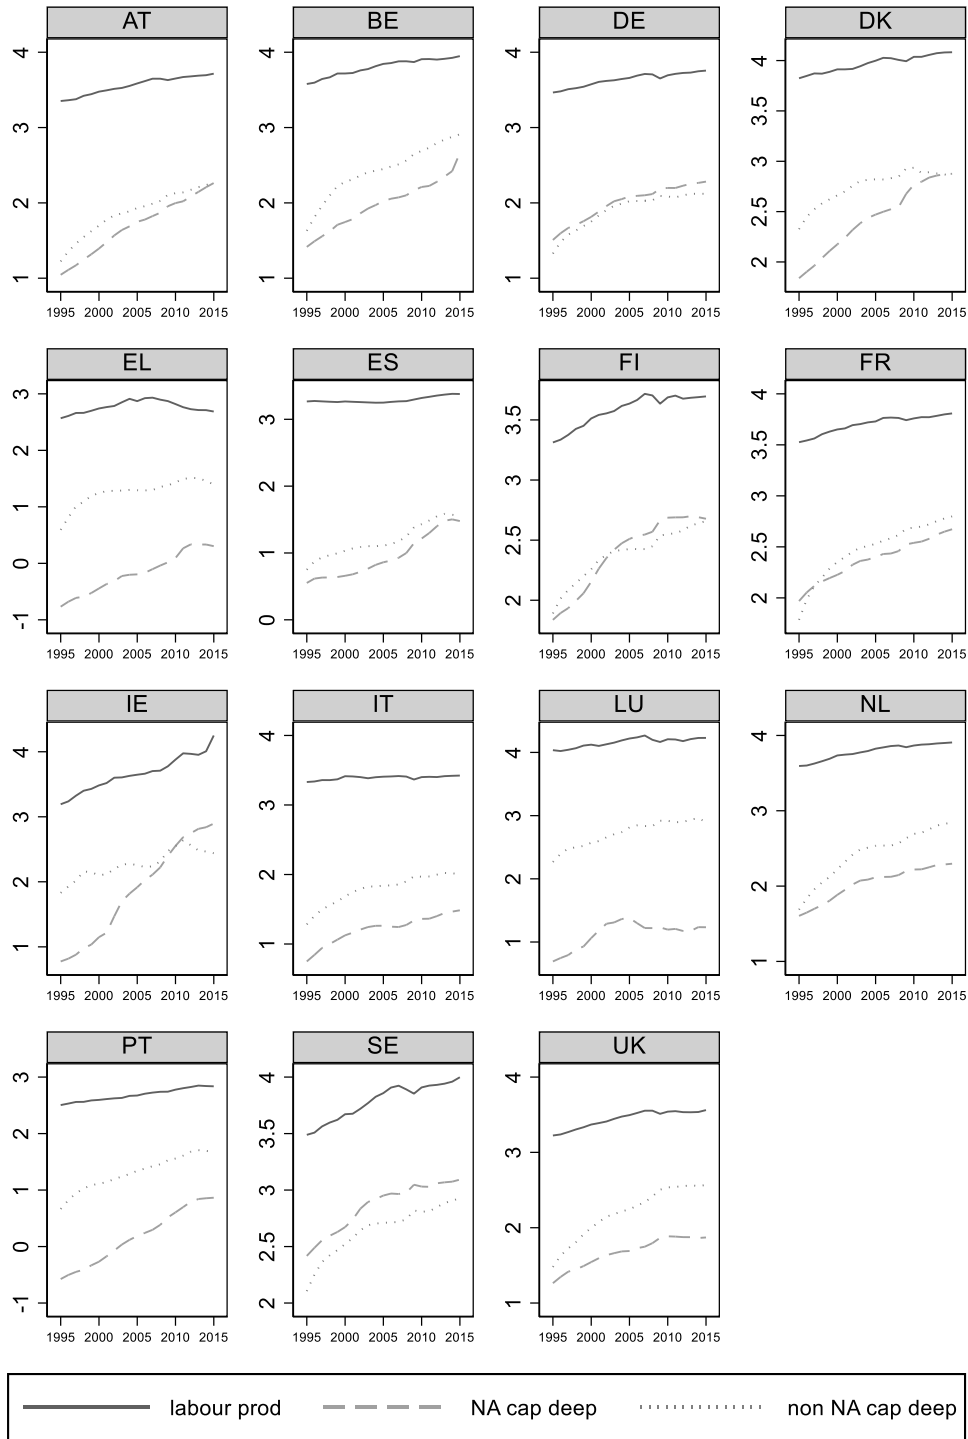 AT BE DE DK
4 4 4 4
3.5
3 3 3 3
2.5
2 2 2 2
1 1 1
1995 2000 2005 2010 2015 1995 2000 2005 2010 2015 1995 2000 2005 2010 2015 1995 2000 2005 2010 2015
EL ES FI FR
3 3 3.5 4
2 3.5
2 3 3
1
1 2.5 2.5
0
-1 0 2 2
1995 2000 2005 2010 2015 1995 2000 2005 2010 2015 1995 2000 2005 2010 2015 1995 2000 2005 2010 2015
IE IT LU NL
4 4 4 4
3 3 3 3
2 2 2 2
1 1 1 1
1995 2000 2005 2010 2015 1995 2000 2005 2010 2015 1995 2000 2005 2010 2015 1995 2000 2005 2010 2015
PT SE UK
3 4 4
2 3.5
3
1 3
0 2.5 2
-1 2 1
1995 2000 2005 2010 2015 1995 2000 2005 2010 2015 1995 2000 2005 2010 2015
labour prod NA cap deep non NA cap deep